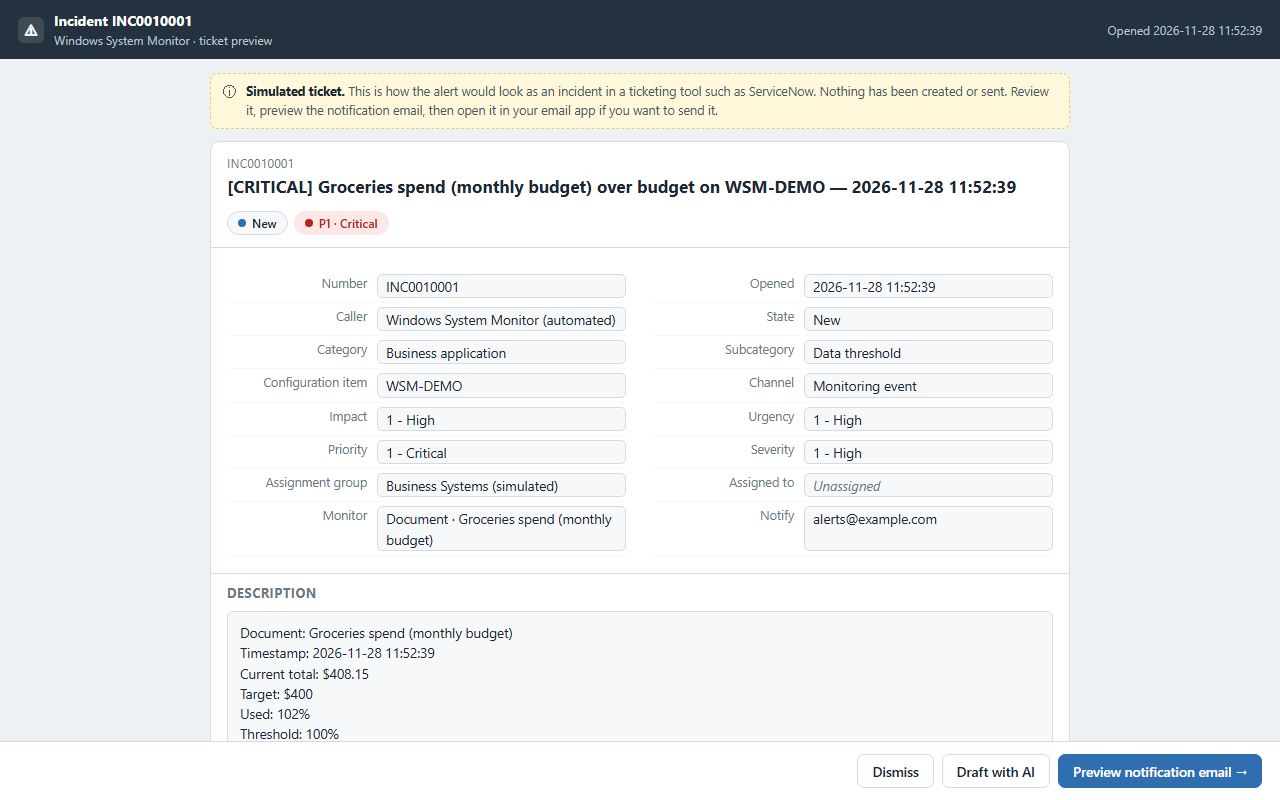 Incident INC0010001
Windows System Monitor · ticket preview
Opened 2026-11-28 11:52:39
Simulated ticket. This is how the alert would look as an incident in a ticketing tool such as ServiceNow. Nothing has been created or sent. Review
it, preview the notification email, then open it in your email app if you want to send it.
INC0010001
[CRITICAL] Groceries spend (monthly budget) over budget on WSM-DEMO — 2026-11-28 11:52:39
New
P1 · Critical
Number INC0010001
Opened 2026-11-28 11:52:39
Caller Windows System Monitor (automated)
State New
Category Business application
Subcategory Data threshold
Configuration item WSM-DEMO
Channel Monitoring event
Impact 1 - High
Urgency 1 - High
Priority 1 - Critical
Severity 1 - High
Assignment group Business Systems (simulated)
Assigned to Unassigned
Monitor Document · Groceries spend (monthly
budget)
Notify alerts@example.com
DESCRIPTION
Document: Groceries spend (monthly budget)
Timestamp: 2026-11-28 11:52:39
Current total: $408.15
Target: $400
Used: 102%
Threshold: 100%
Dismiss
Draft with AI
Preview notification email →